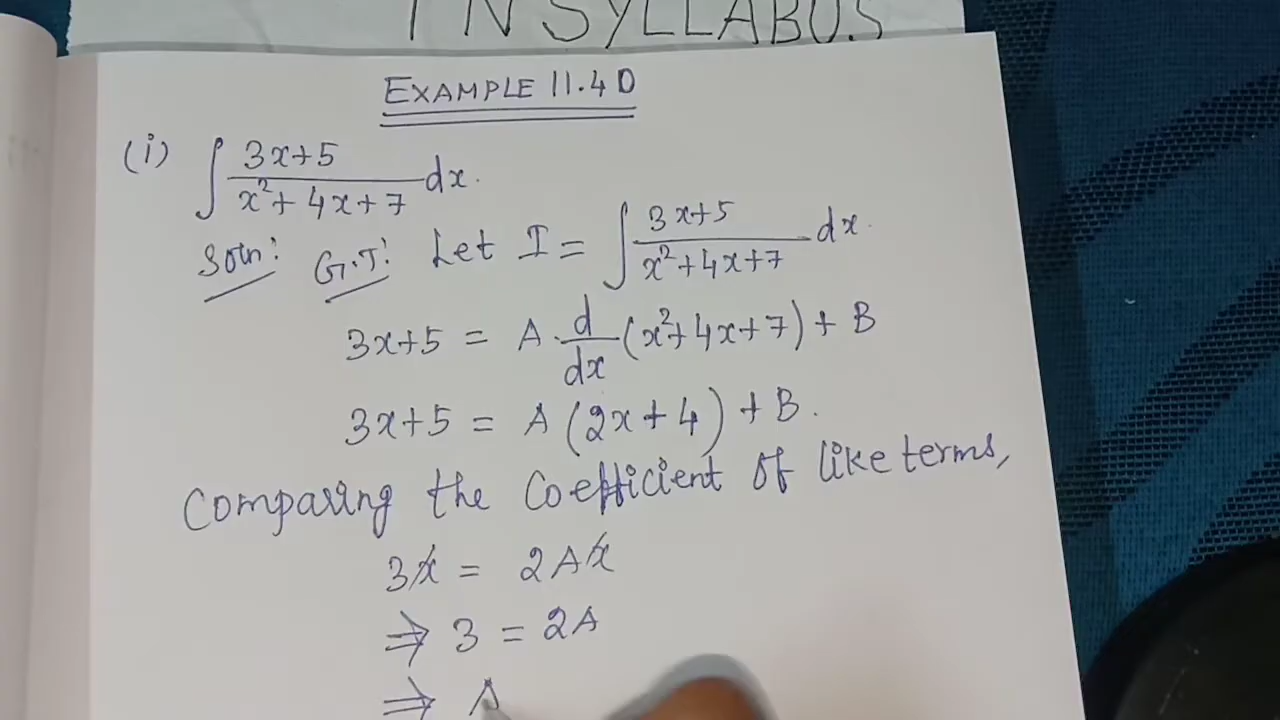 TN SYLLABUS
EXAMPLE 11.40
(i) ∫ (3x+5)/(x²+4x+7) dx.
Soln: G.T: Let I = ∫ (3x+5)/(x²+4x+7) dx.
3x+5 = A. d/dx (x²+4x+7) + B
3x+5 = A (2x+4) + B.
Comparing the Coefficient of like terms,
3x = 2Ax
⇒ 3 = 2A
⇒ A